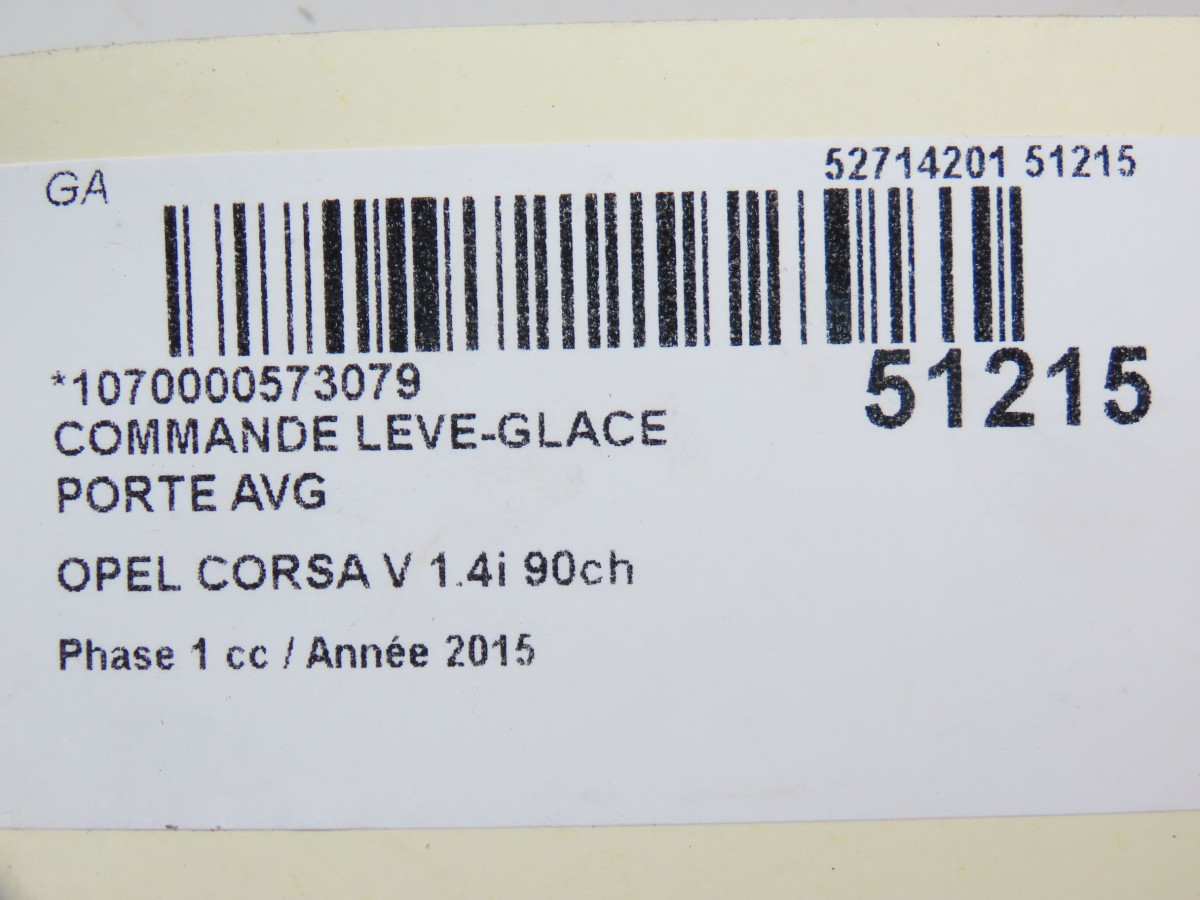 GA
52714201 51215
*1070000573079
51215
COMMANDE LEVE-GLACE
PORTE AVG
OPEL CORSA V 1.4i 90ch
Phase 1 cc / Année 2015